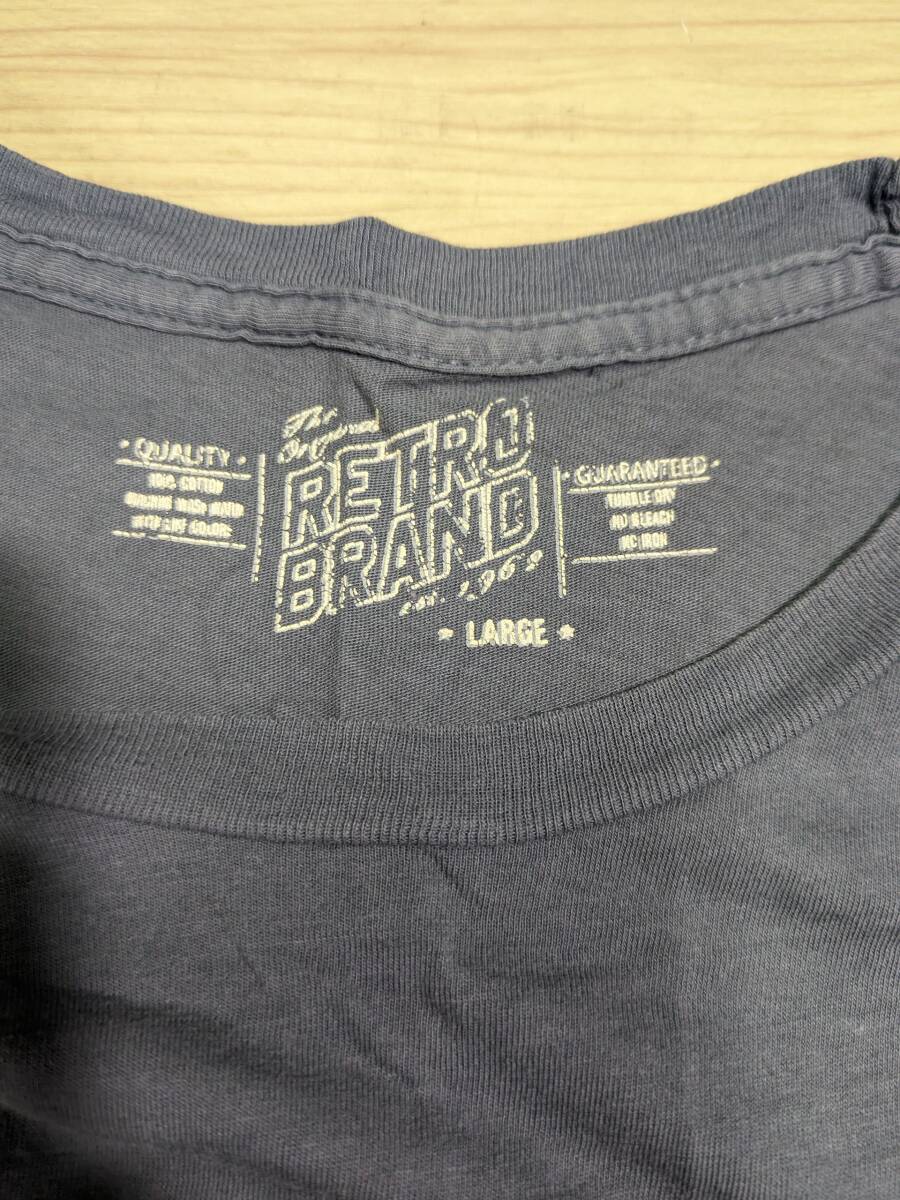 • QUALITY •
100% COTTON
MACHINE WASH WARM
WITH LIKE COLORS
The
Original
RETRO
BRAND
est. 1969
★ LARGE ★
• GUARANTEED •
TUMBLE DRY
NO BLEACH
NO IRON